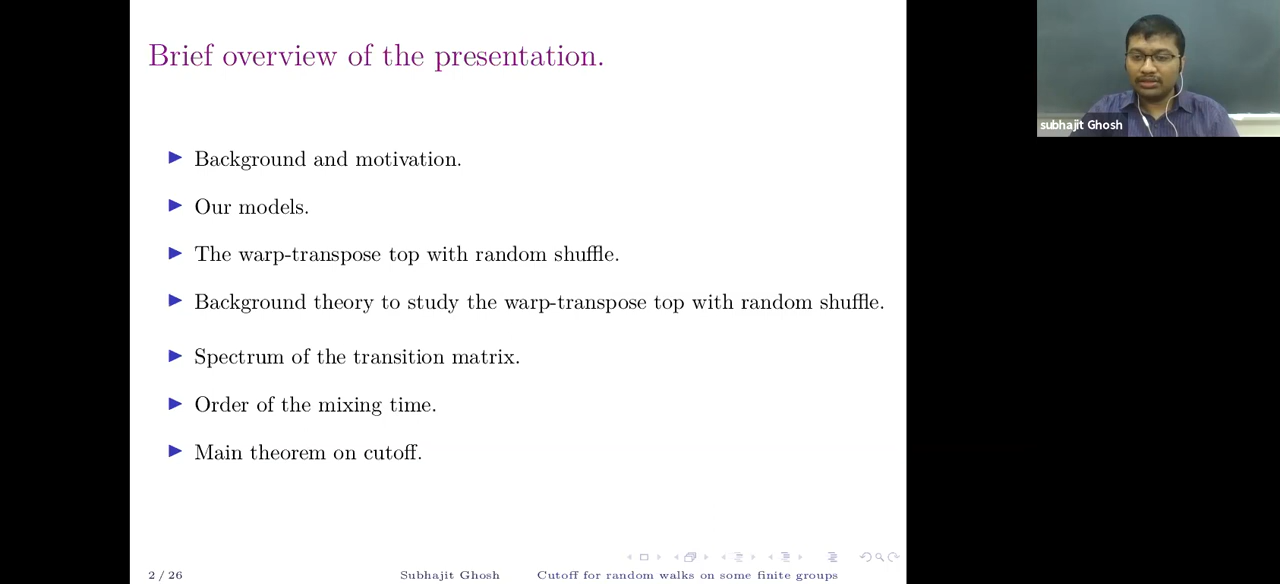 Brief overview of the presentation.
Background and motivation.
Our models.
The warp-transpose top with random shuffle.
Background theory to study the warp-transpose top with random shuffle.
Spectrum of the transition matrix.
Order of the mixing time.
Main theorem on cutoff.
2 / 26
Subhajit Ghosh
Cutoff for random walks on some finite groups
subhajit Ghosh